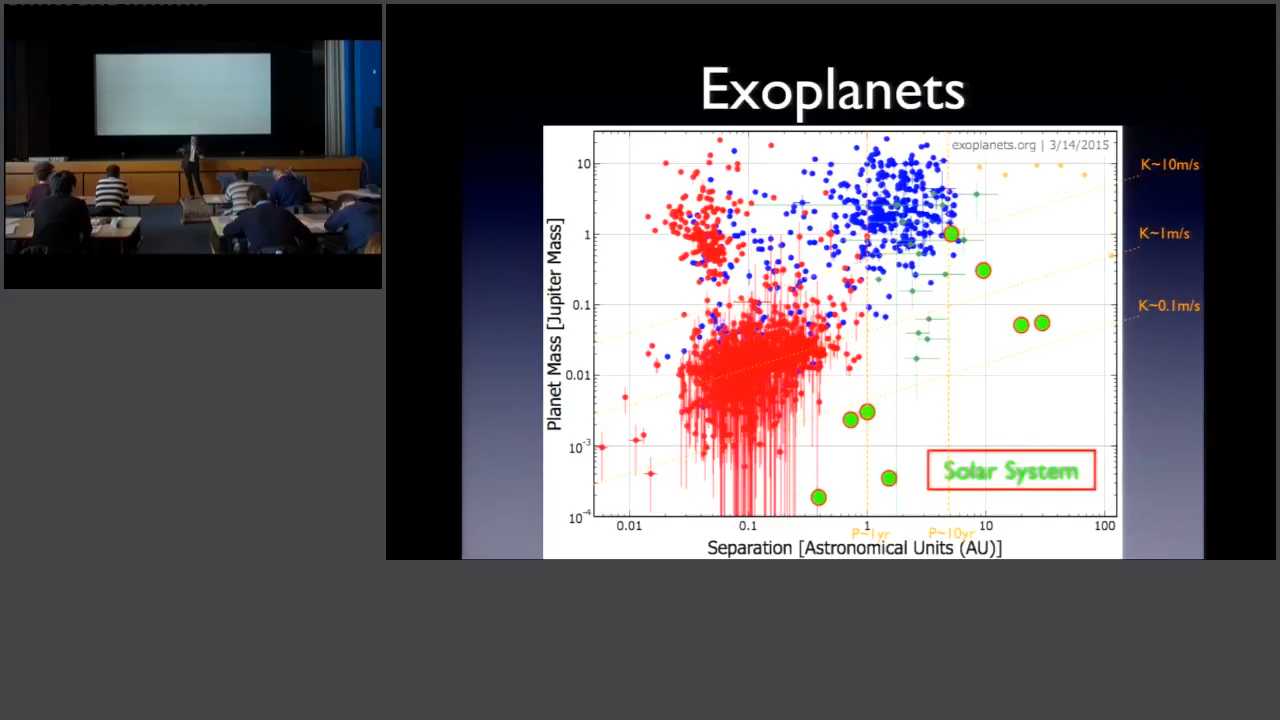 Exoplanets
exoplanets.org | 3/14/2015
K~10m/s
K~1m/s
K~0.1m/s
Planet Mass [Jupiter Mass]
10
1
0.1
0.01
10⁻³
10⁻⁴
Solar System
0.01
0.1
1
10
100
P~1yr
P~10yr
Separation [Astronomical Units (AU)]